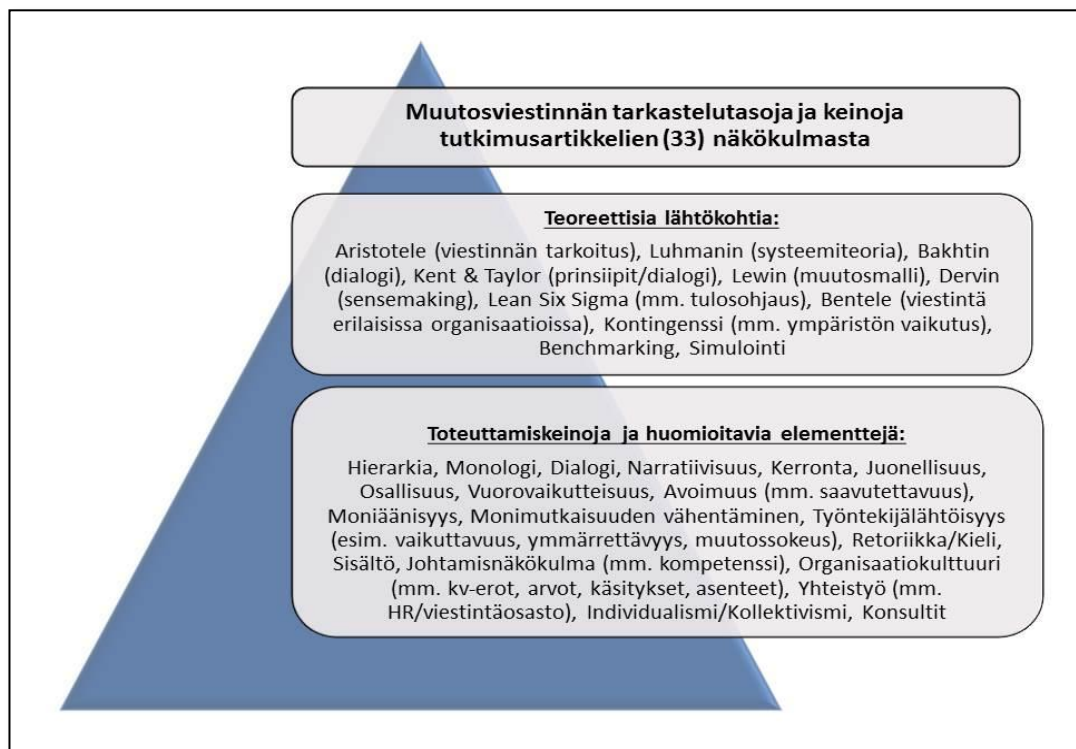 Muutosviestinnän tarkastelutasoja ja keinoja
tutkimusartikkelien (33) näkökulmasta
Teoreettisia lähtökohtia:
Aristotele (viestinnän tarkoitus), Luhmanin (systeemiteoria), Bakhtin
(dialogi), Kent & Taylor (prinsiipit/dialogi), Lewin (muutosmalli), Dervin
(sensemaking), Lean Six Sigma (mm. tulosohjaus), Bentele (viestintä
erilaisissa organisaatioissa), Kontingenssi (mm. ympäristön vaikutus),
Benchmarking, Simulointi
Toteuttamiskeinoja ja huomioitavia elementtejä:
Hierarkia, Monologi, Dialogi, Narratiivisuus, Kerronta, Juonellisuus,
Osallisuus, Vuorovaikutteisuus, Avoimuus (mm. saavutettavuus),
Moniäänisyys, Monimutkaisuuden vähentäminen, Työntekijälähtöisyys
(esim. vaikuttavuus, ymmärrettävyys, muutossokeus), Retoriikka/Kieli,
Sisältö, Johtamisnäkökulma (mm. kompetenssi), Organisaatiokulttuuri
(mm. kv-erot, arvot, käsitykset, asenteet), Yhteistyö (mm.
HR/viestintäosasto), Individualismi/Kollektivismi, Konsultit